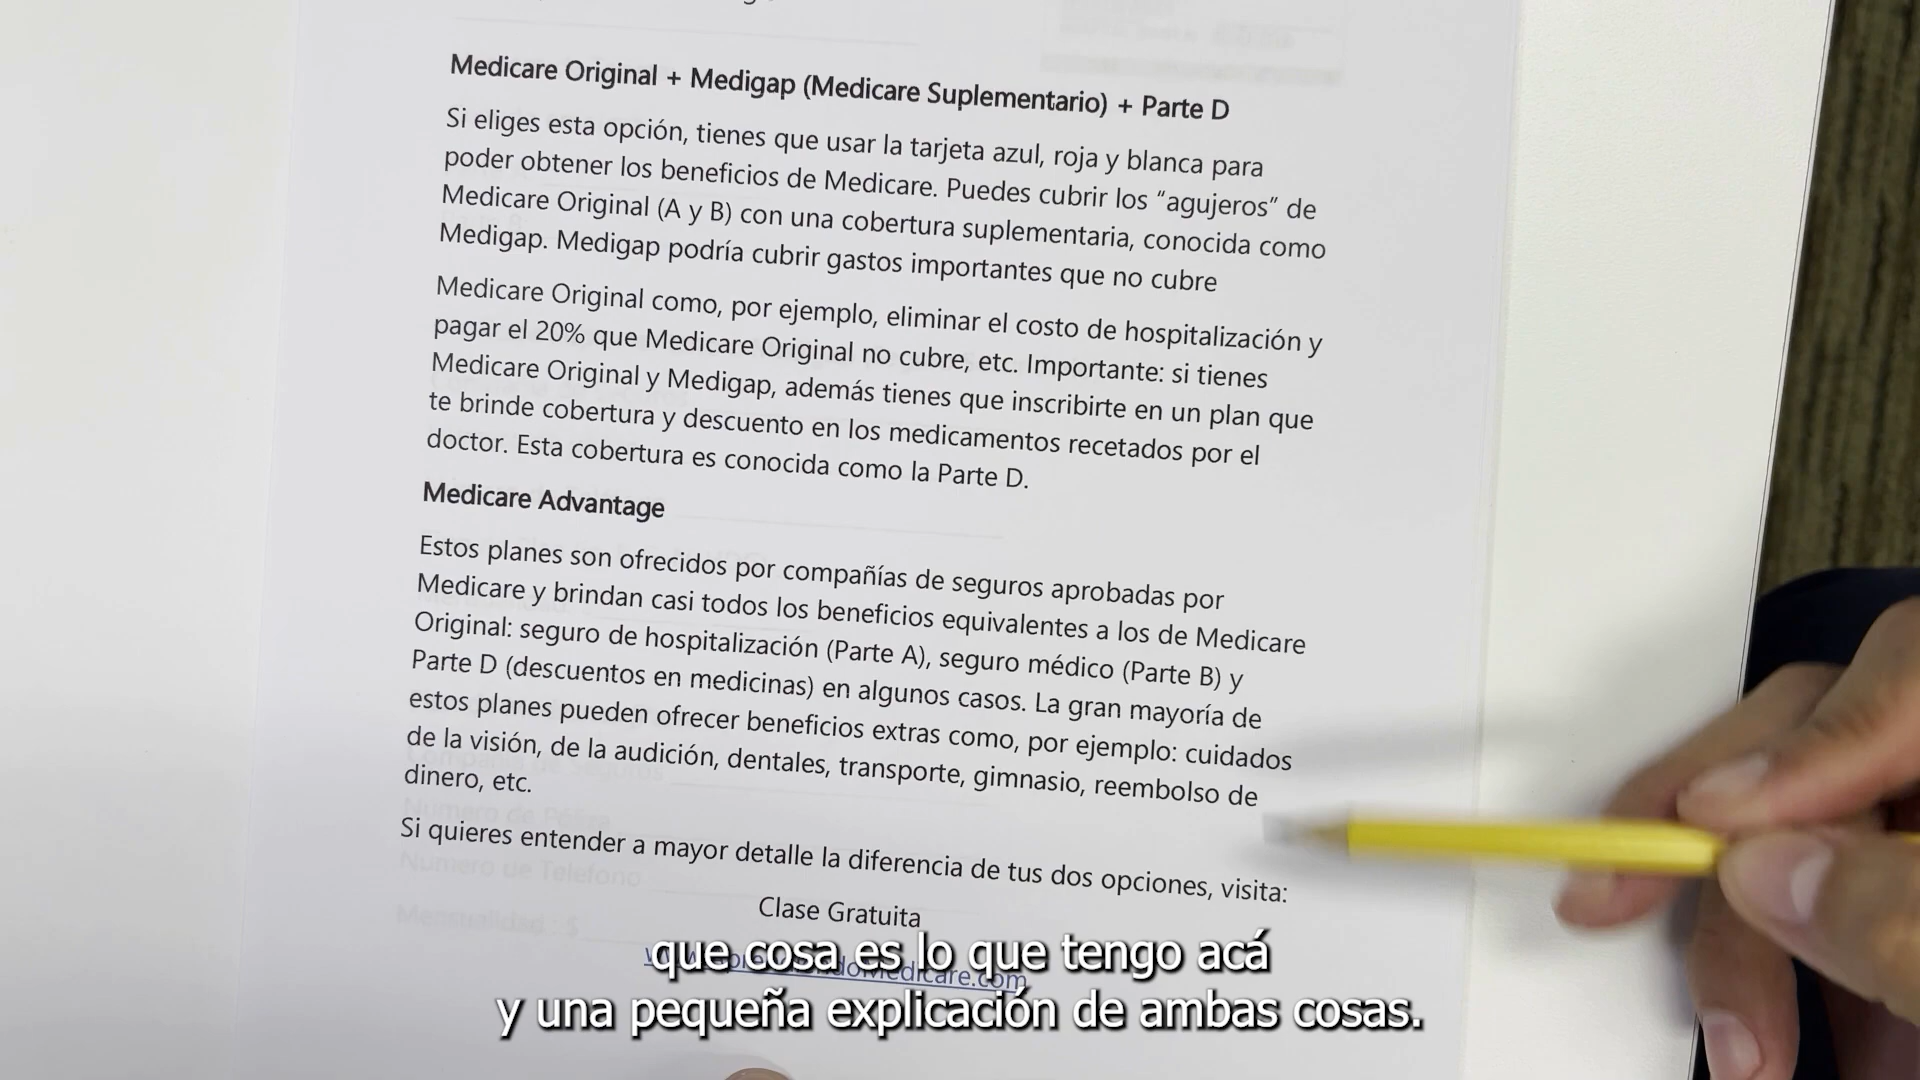 Medicare Original + Medigap (Medicare Suplementario) + Parte D
Si eliges esta opción, tienes que usar la tarjeta azul, roja y blanca para
poder obtener los beneficios de Medicare. Puedes cubrir los “agujeros” de
Medicare Original (A y B) con una cobertura suplementaria, conocida como
Medigap. Medigap podría cubrir gastos importantes que no cubre
Medicare Original como, por ejemplo, eliminar el costo de hospitalización y
pagar el 20% que Medicare Original no cubre, etc. Importante: si tienes
Medicare Original y Medigap, además tienes que inscribirte en un plan que
te brinde cobertura y descuento en los medicamentos recetados por el
doctor. Esta cobertura es conocida como la Parte D.
Medicare Advantage
Estos planes son ofrecidos por compañías de seguros aprobadas por
Medicare y brindan casi todos los beneficios equivalentes a los de Medicare
Original: seguro de hospitalización (Parte A), seguro médico (Parte B) y
Parte D (descuentos en medicinas) en algunos casos. La gran mayoría de
estos planes pueden ofrecer beneficios extras como, por ejemplo: cuidados
de la visión, de la audición, dentales, transporte, gimnasio, reembolso de
dinero, etc.
Si quieres entender a mayor detalle la diferencia de tus dos opciones, visita:
Numero de Telefono
Mensualidad : $
Clase Gratuita
que cosa es lo que tengo acá
y una pequeña explicación de ambas cosas.